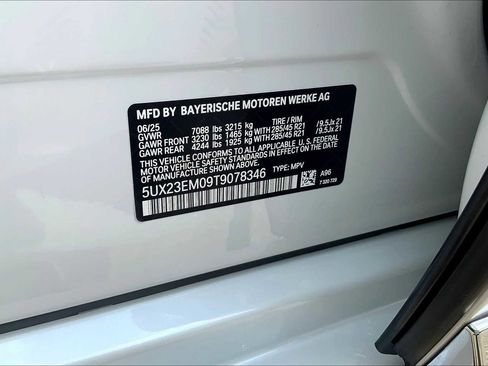 MFD BY BAYERISCHE MOTOREN WERKE AG
06/25 7088 lbs 3215 kg TIRE / RIM
GVWR
GAWR FRONT 3230 lbs 1465 kg WITH 285/45 R21 /9.5Jx 21
GAWR REAR 4244 lbs 1925 kg WITH 285/45 R21 /9.5Jx 21
THIS VEHICLE CONFORMS TO ALL APPLICABLE U. S. FEDERAL
MOTOR VEHICLE SAFETY STANDARDS IN EFFECT ON THE DATE OF
MANUFACTURE SHOWN ABOVE.
5UX23EM09T9078346 TYPE: MPV
A96
7 320 729